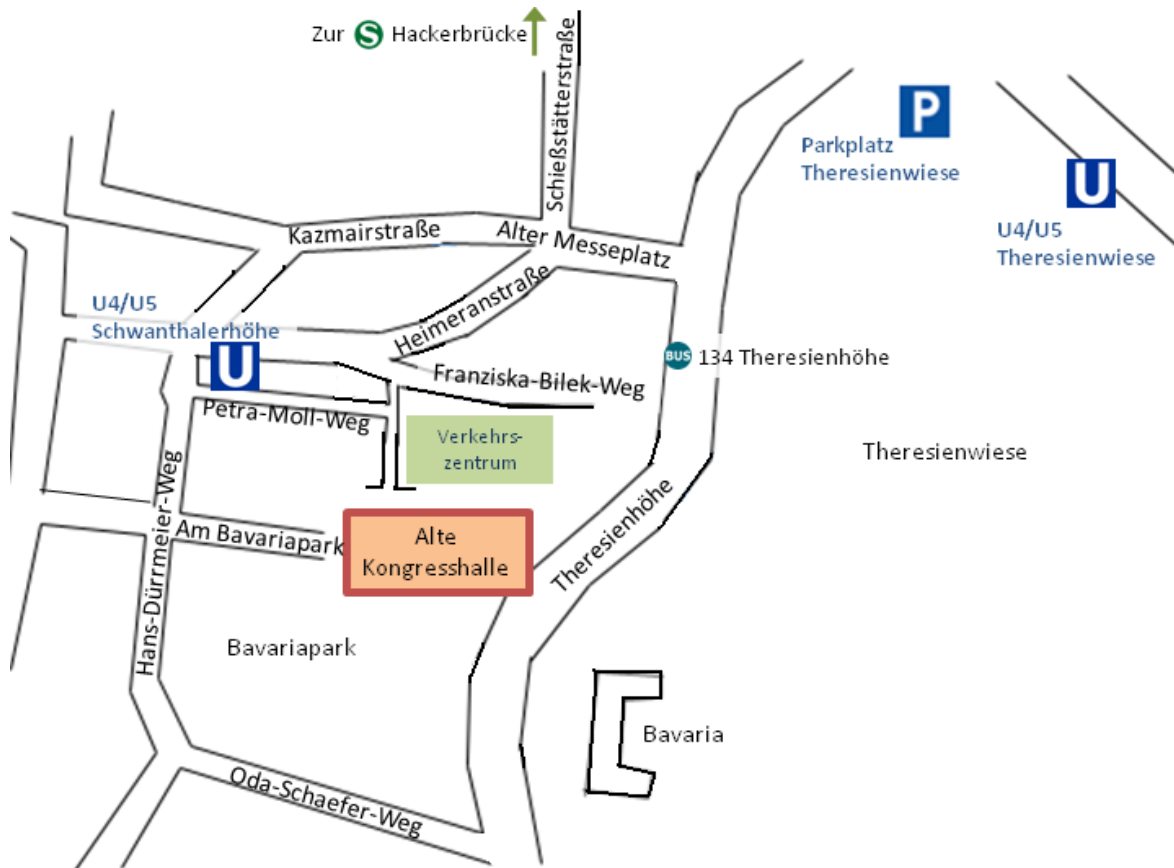 Zur S Hackerbrücke
Schießstätterstraße
P
Parkplatz
Theresienwiese
U
U4/U5
Theresienwiese
Kazmairstraße
Alter Messeplatz
U4/U5
Schwanthalerhöhe
U
Heimeranstraße
BUS 134 Theresienhöhe
Franziska-Bilek-Weg
Petra-Moll-Weg
Verkehrs-
zentrum
Theresienwiese
Hans-Dürrmeier-Weg
Am Bavariapark
Alte
Kongresshalle
Theresienhöhe
Bavariapark
Bavaria
Oda-Schaefer-Weg